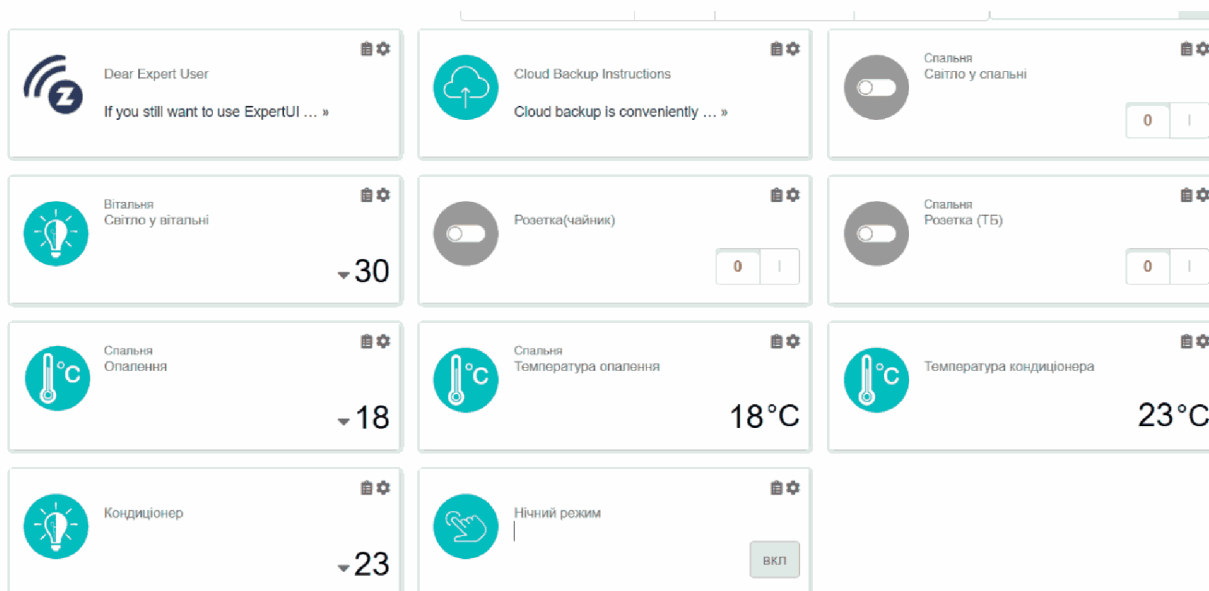 Dear Expert User
If you still want to use ExpertUI ... »
Cloud Backup Instructions
Cloud backup is conveniently ... »
Спальня
Світло у спальні
0 I
Вітальня
Світло у вітальні
30
Розетка(чайник)
0 I
Спальня
Розетка (ТБ)
0 I
Спальня
Опалення
18
Спальня
Температура опалення
18°C
Температура кондиціонера
23°C
Кондиціонер
23
Нічний режим
вкл